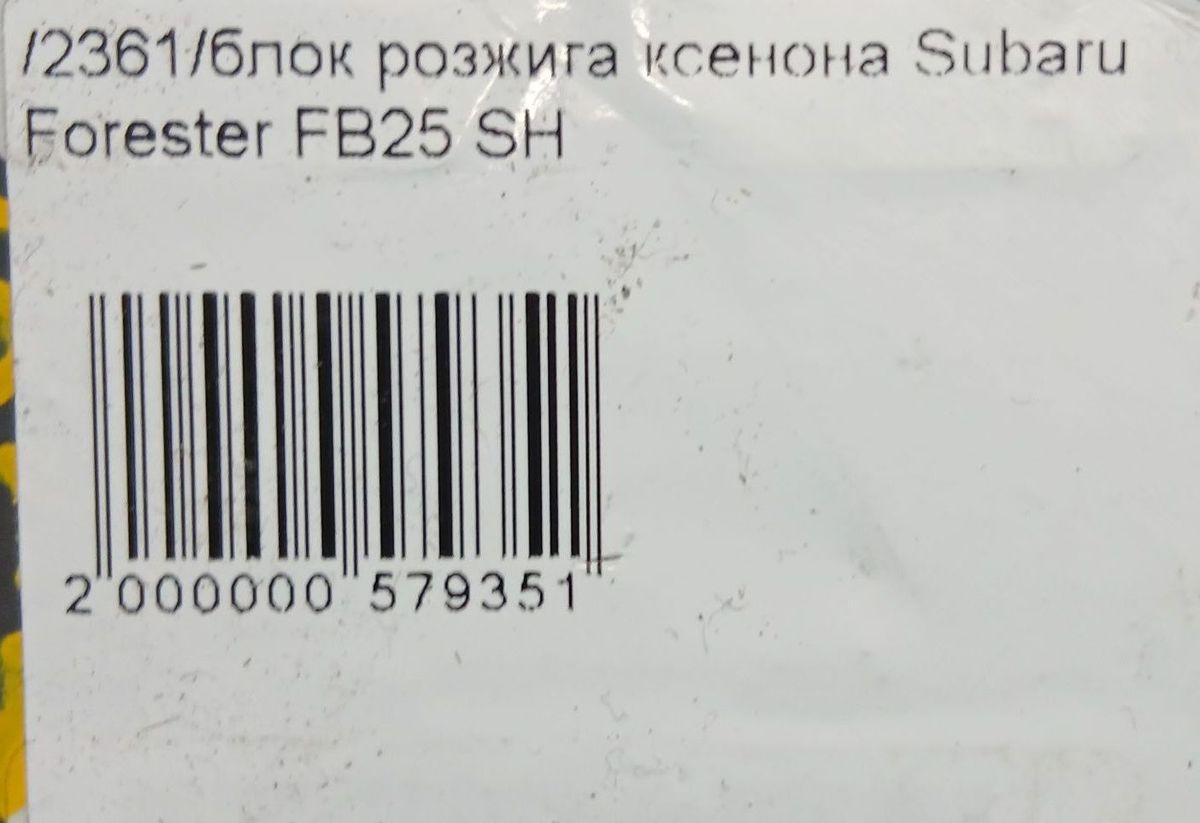 /2361/блок розжига ксенона Subaru
Forester FB25 SH
2 000000 579351